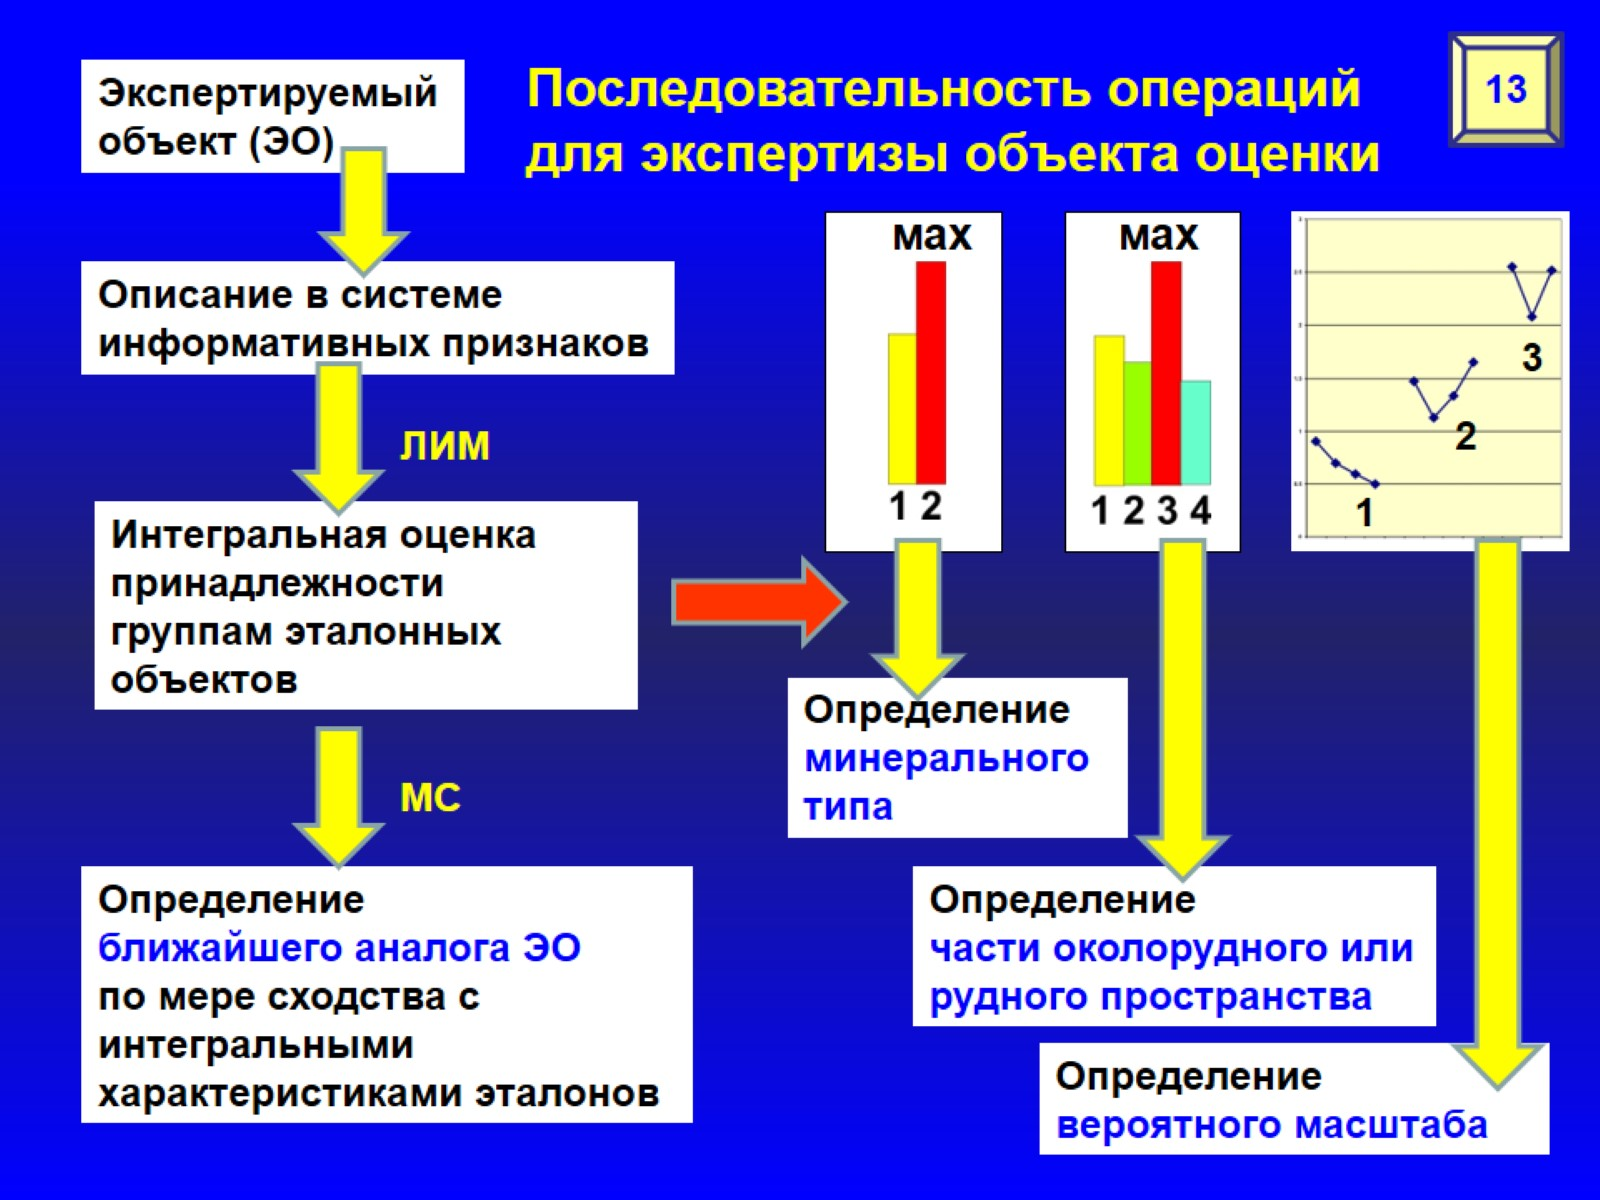 Последовательность операций
для экспертизы объекта оценки
13
Экспертируемый
объект (ЭО)
Описание в системе
информативных признаков
ЛИМ
Интегральная оценка
принадлежности
группам эталонных
объектов
МС
Определение
ближайшего аналога ЭО
по мере сходства с
интегральными
характеристиками эталонов
мах
1 2
мах
1 2 3 4
3
2
1
Определение
минерального
типа
Определение
части околорудного или
рудного пространства
Определение
вероятного масштаба